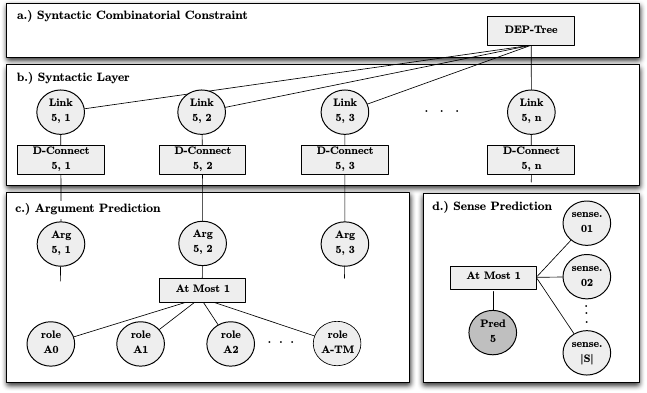 a.) Syntactic Combinatorial Constraint
DEP-Tree
b.) Syntactic Layer
Link
5, 1
Link
5, 2
Link
5, 3
. . .
Link
5, n
D-Connect
5, 1
D-Connect
5, 2
D-Connect
5, 3
D-Connect
5, n
c.) Argument Prediction
Arg
5, 1
Arg
5, 2
Arg
5, 3
At Most 1
role
A0
role
A1
role
A2
. . .
role
A-TM
d.) Sense Prediction
sense.
01
At Most 1
sense.
02
Pred
5
sense.
|S|